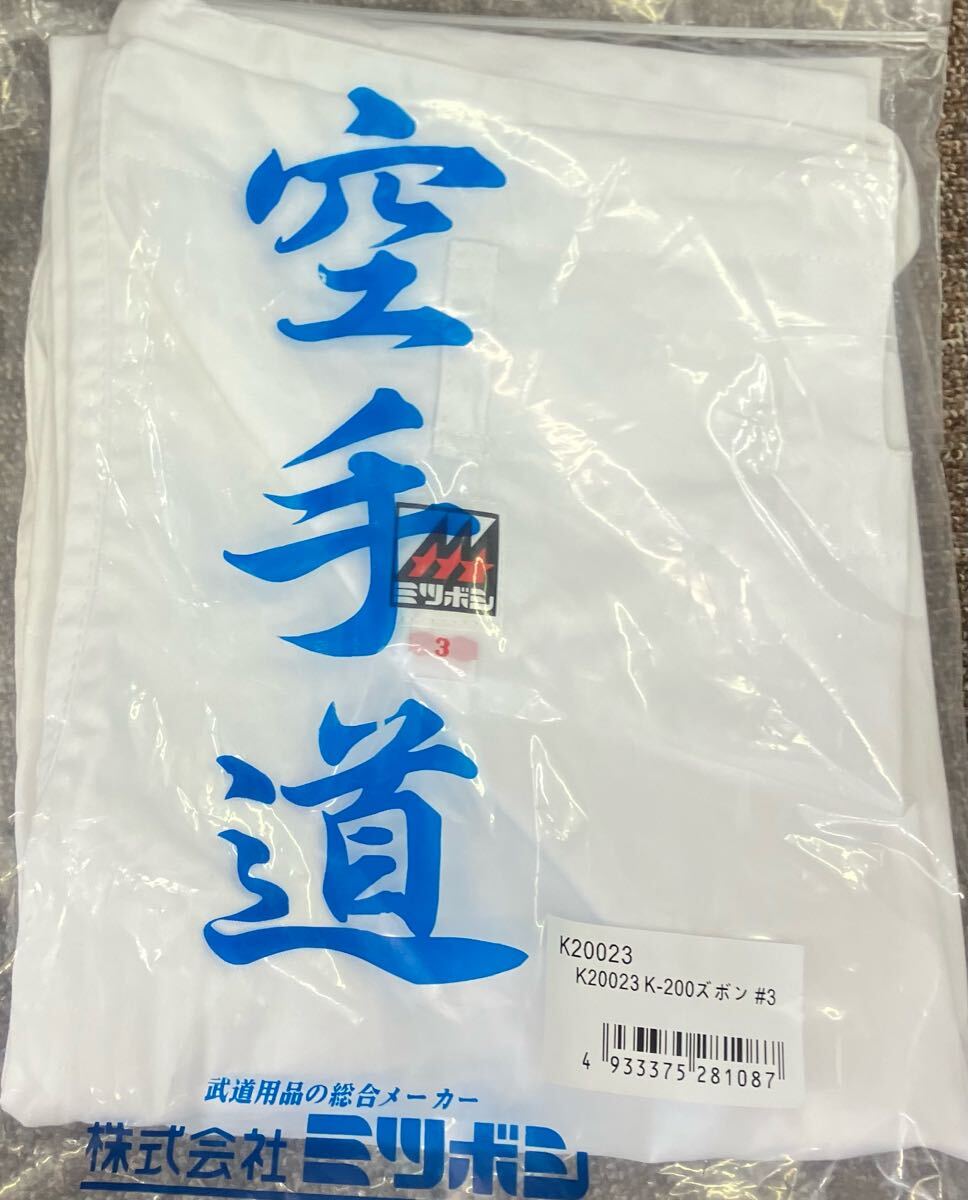 空手道
ミツボシ
3
K20023
K20023 K-200ズボン #3
4 933375 281087
武道用品の総合メーカー
株式会社 ミツボシ